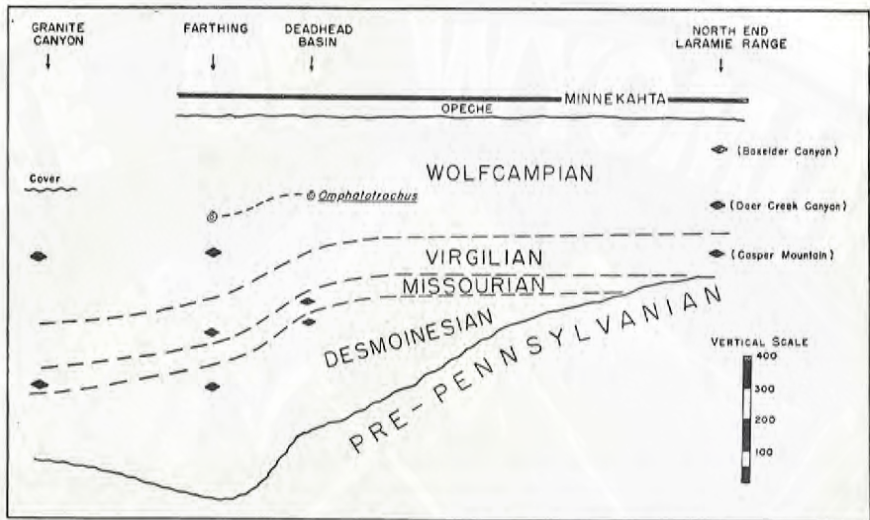 GRANITE CANYON
FARTHING
DEADHEAD BASIN
NORTH END LARAMIE RANGE
MINNEKAHTA
OPECHE
(Boxelder Canyon)
WOLFCAMPIAN
Cover
Omphalotrochus
(Deer Creek Canyon)
VIRGILIAN
(Casper Mountain)
MISSOURIAN
DESMOINESIAN
PRE-PENNSYLVANIAN
VERTICAL SCALE
400
300
200
100